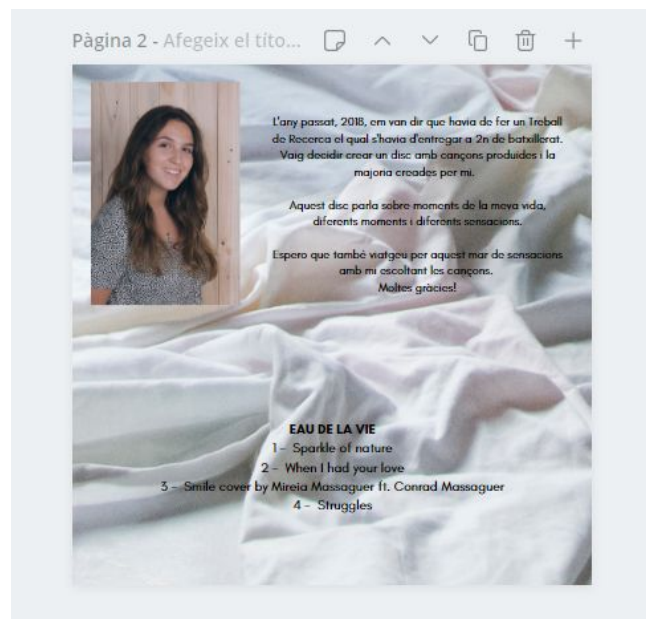 Pàgina 2 - Afegeix el títo...
L'any passat, 2018, em van dir que havia de fer un Treball
de Recerca el qual s'havia d'entregar a 2n de batxillerat.
Vaig decidir crear un disc amb cançons produïdes i la
majoria creades per mi.
Aquest disc parla sobre moments de la meva vida,
diferents moments i diferents sensacions.
Espero que també viatgeu per aquest mar de sensacions
amb mi escoltant les cançons.
Moltes gràcies!
EAU DE LA VIE
1 - Sparkle of nature
2 - When I had your love
3 - Smile cover by Mireia Massaguer ft. Conrad Massaguer
4 - Struggles